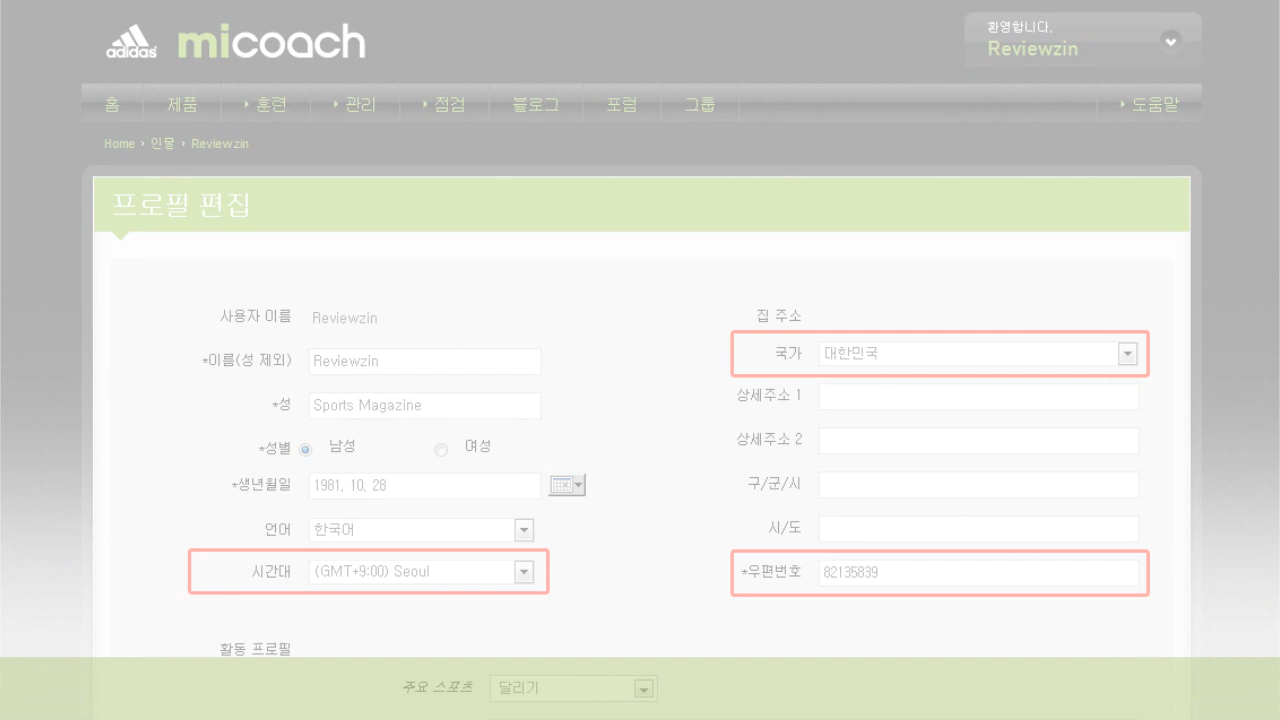 adidas micoach
환영합니다.
Reviewzin
홈 제품 훈련 관리 점검 블로그 포럼 그룹 도움말
Home › 인물 › Reviewzin
프로필 편집
사용자 이름 Reviewzin
*이름(성 제외) Reviewzin
*성 Sports Magazine
*성별 남성 여성
*생년월일 1981. 10. 28
언어 한국어
시간대 (GMT+9:00) Seoul
집 주소
국가 대한민국
상세주소 1
상세주소 2
구/군/시
시/도
*우편번호 82135839
활동 프로필
주요 스포츠 달리기